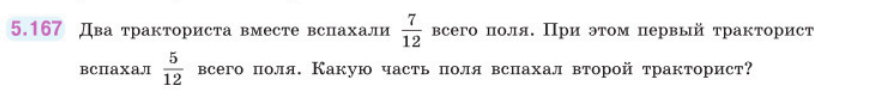 5.167 Два тракториста вместе вспахали 7/12 всего поля. При этом первый тракторист
вспахал 5/12 всего поля. Какую часть поля вспахал второй тракторист?